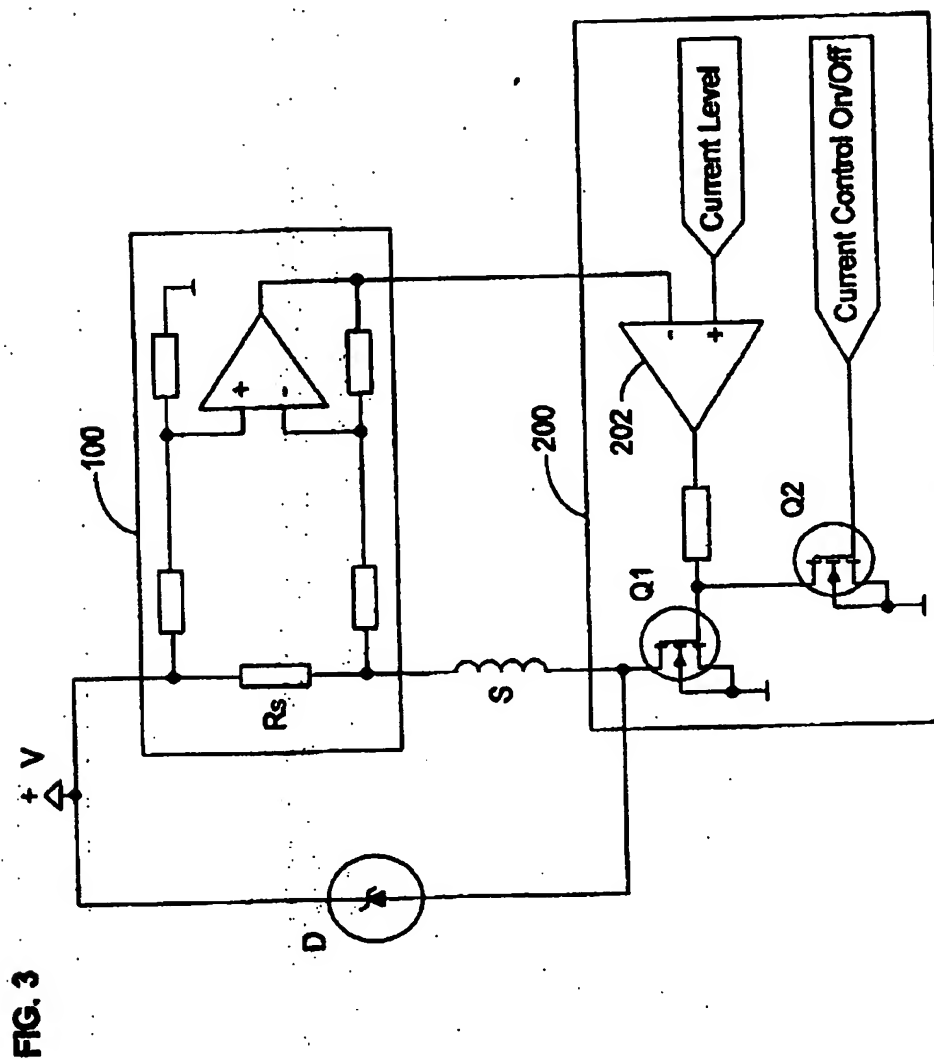 FIG. 3
+ V
D
100
Rs
+
-
S
200
202
-
+
Current Level
Q1
Q2
Current Control On/Off